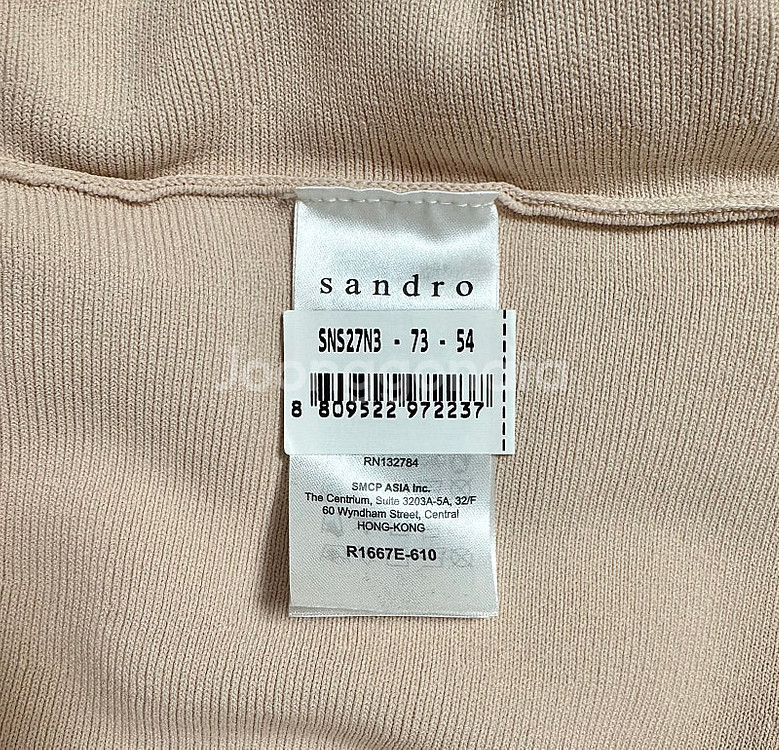 sandro
SNS27N3 - 73 - 54
Joonggonara
8 809522 972237
RN132784
SMCP ASIA Inc.
The Centrium, Suite 3203A-5A, 32/F
60 Wyndham Street, Central
HONG-KONG
R1667E-610